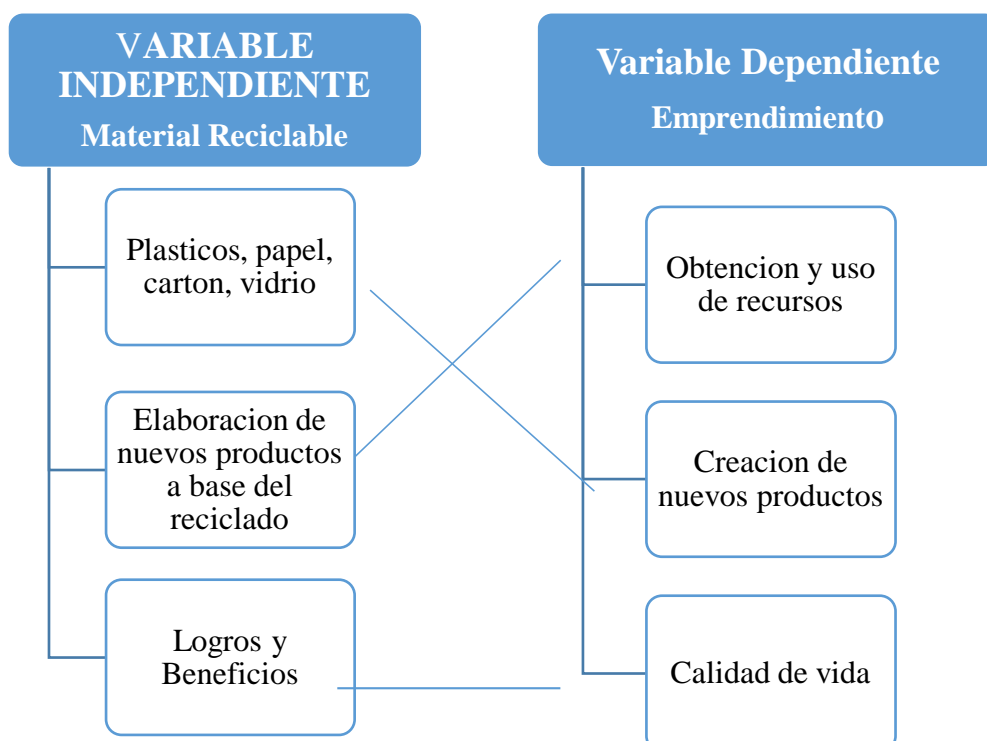 VARIABLE
INDEPENDIENTE
Material Reciclable
Plasticos, papel,
carton, vidrio
Elaboracion de
nuevos productos
a base del
reciclado
Logros y
Beneficios
Variable Dependiente
Emprendimiento
Obtencion y uso
de recursos
Creacion de
nuevos productos
Calidad de vida